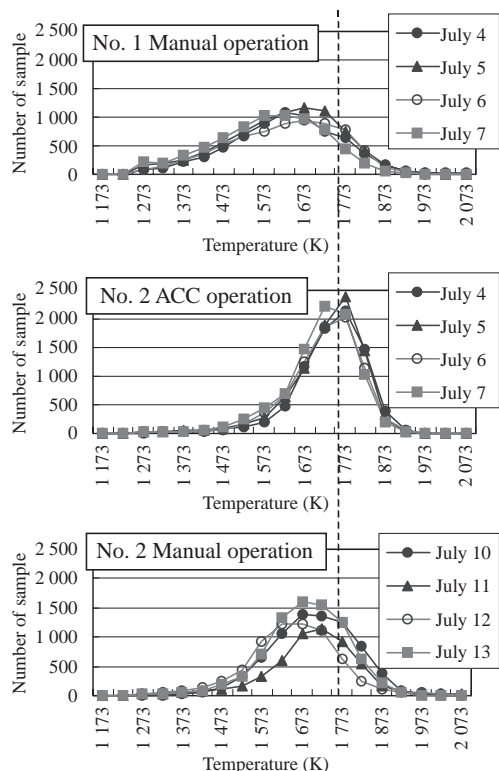 No. 1 Manual operation
July 4
July 5
July 6
July 7
Number of sample
2 500
2 000
1 500
1 000
500
0
1 173
1 273
1 373
1 473
1 573
1 673
1 773
1 873
1 973
2 073
Temperature (K)
No. 2 ACC operation
July 4
July 5
July 6
July 7
Number of sample
2 500
2 000
1 500
1 000
500
0
1 173
1 273
1 373
1 473
1 573
1 673
1 773
1 873
1 973
2 073
Temperature (K)
No. 2 Manual operation
July 10
July 11
July 12
July 13
Number of sample
2 500
2 000
1 500
1 000
500
0
1 173
1 273
1 373
1 473
1 573
1 673
1 773
1 873
1 973
2 073
Temperature (K)